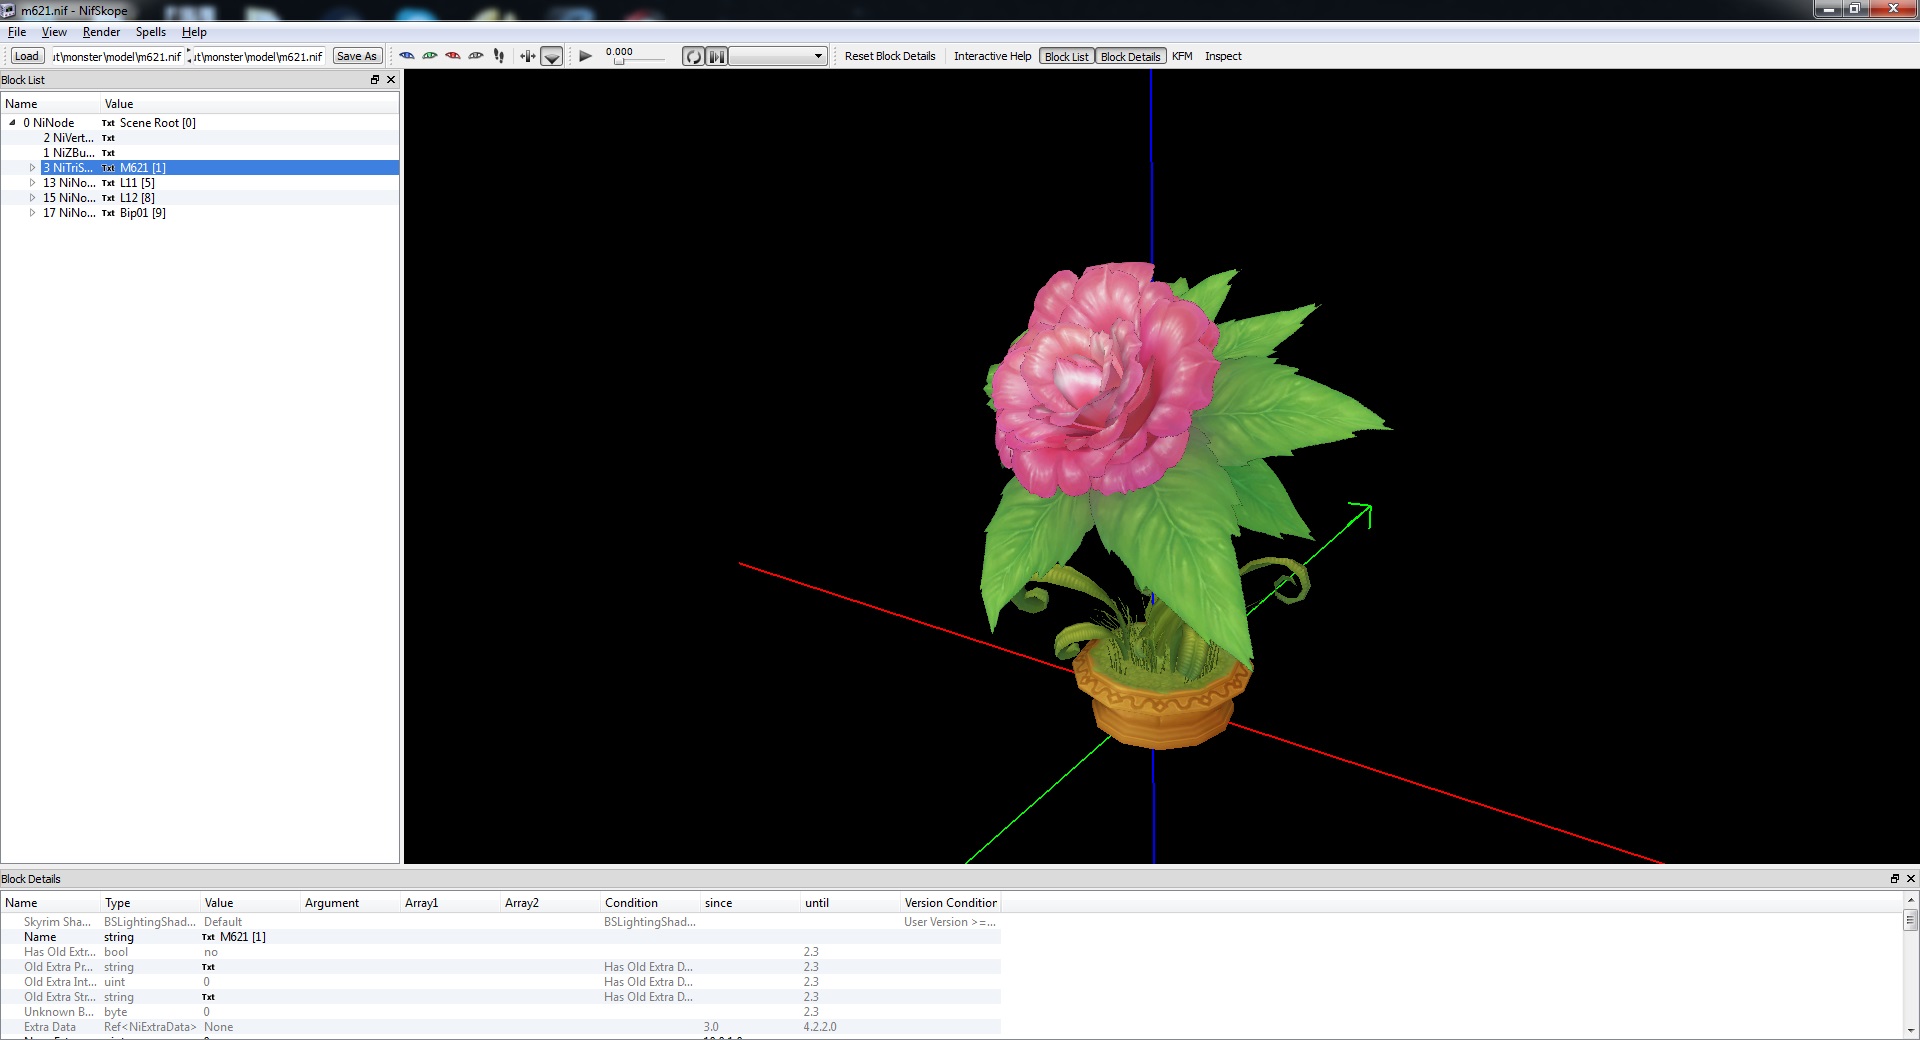 m621.nif - NifSkope
File View Render Spells Help
Load ut\monster\model\m621.nif ut\monster\model\m621.nif Save As 0.000 Reset Block Details Interactive Help Block List Block Details KFM Inspect
Block List
Name Value
0 NiNode Txt Scene Root [0]
2 NiVert... Txt
1 NiZBu... Txt
3 NiTriS... Txt M621 [1]
13 NiNo... Txt L11 [5]
15 NiNo... Txt L12 [8]
17 NiNo... Txt Bip01 [9]
Block Details
Name Type Value Argument Array1 Array2 Condition since until Version Condition
Skyrim Sha... BSLightingShad... Default BSLightingShad... User Version >=...
Name string Txt M621 [1]
Has Old Extr... bool no 2.3
Old Extra Pr... string Txt Has Old Extra D... 2.3
Old Extra Int... uint 0 Has Old Extra D... 2.3
Old Extra Str... string Txt Has Old Extra D... 2.3
Unknown B... byte 0 2.3
Extra Data Ref<NiExtraData> None 3.0 4.2.2.0